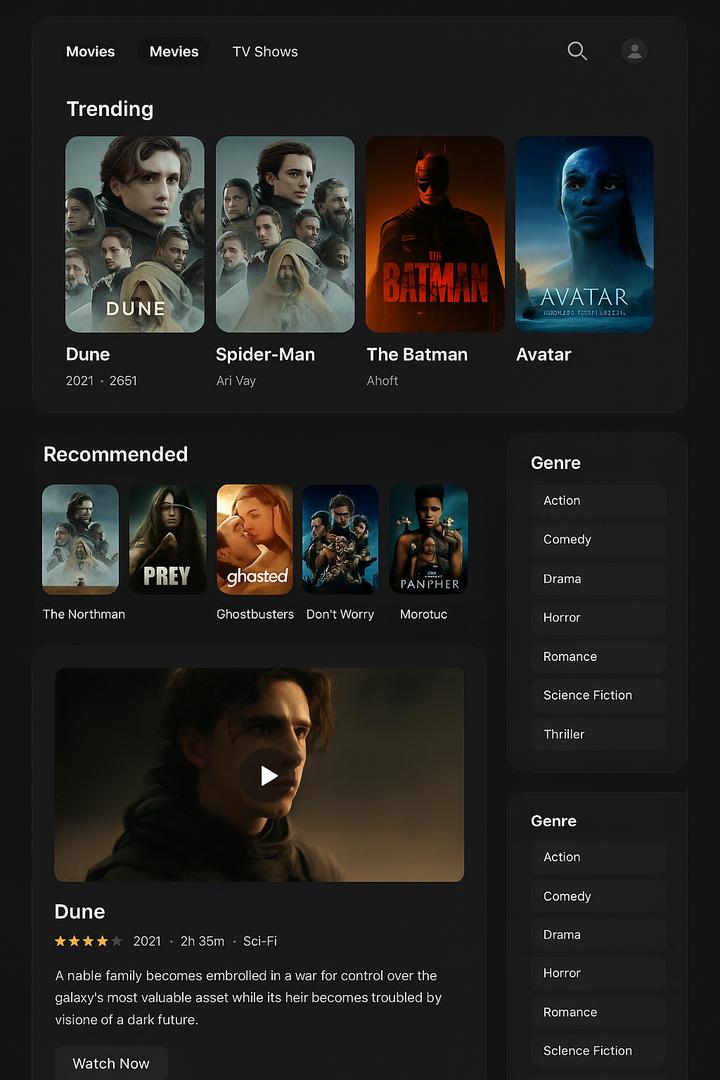 Movies
Mevies
TV Shows
Trending
DUNE
THE
BATMAN
AVATAR
Dune
Spider-Man
The Batman
Avatar
2021 · 2651
Ari Vay
Ahoft
Recommended
PREY
ghasted
PANPHER
The Northman
Ghostbusters
Don't Worry
Morotuc
Dune
2021 · 2h 35m · Sci-Fi
A nable family becomes embrolled in a war for control over the
galaxy's most valuable asset while its heir becomes troubled by
visione of a dark future.
Watch Now
Genre
Action
Comedy
Drama
Horror
Romance
Science Fiction
Thriller
Genre
Action
Comedy
Drama
Horror
Romance
Sclence Fiction